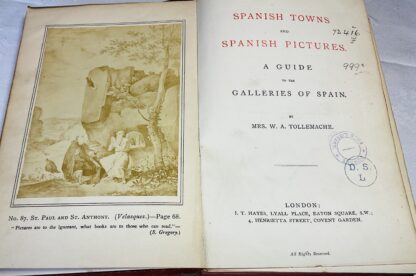 No. 87. St. Paul and St. Anthony. (Velasquez.)—Page 68.
"Pictures are to the ignorant, what books are to those who can read."—
(S. Gregory.)
SPANISH TOWNS
AND
SPANISH PICTURES.
72416
999
A GUIDE
TO THE
GALLERIES OF SPAIN.
BY
MRS. W. A. TOLLEMACHE.
D. S.
L
LONDON:
J. T. HAYES, LYALL PLACE, EATON SQUARE, S.W.;
4, HENRIETTA STREET, COVENT GARDEN.
All Rights Reserved.